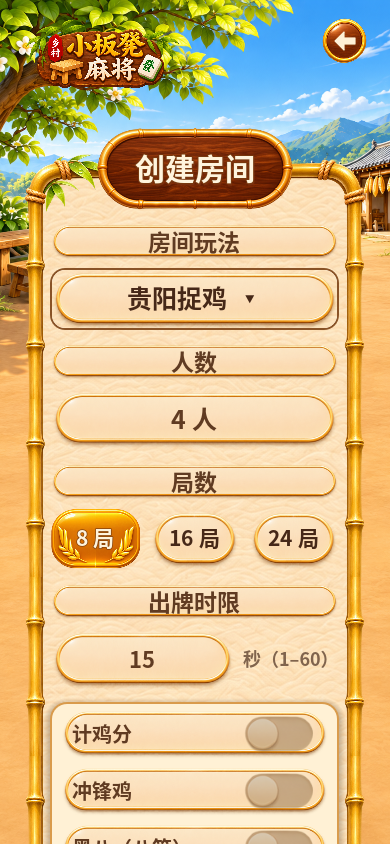 乡村
小板凳
麻将
發
创建房间
房间玩法
贵阳捉鸡 ▼
人数
4 人
局数
8 局 16 局 24 局
出牌时限
15 秒（1–60）
计鸡分
冲锋鸡